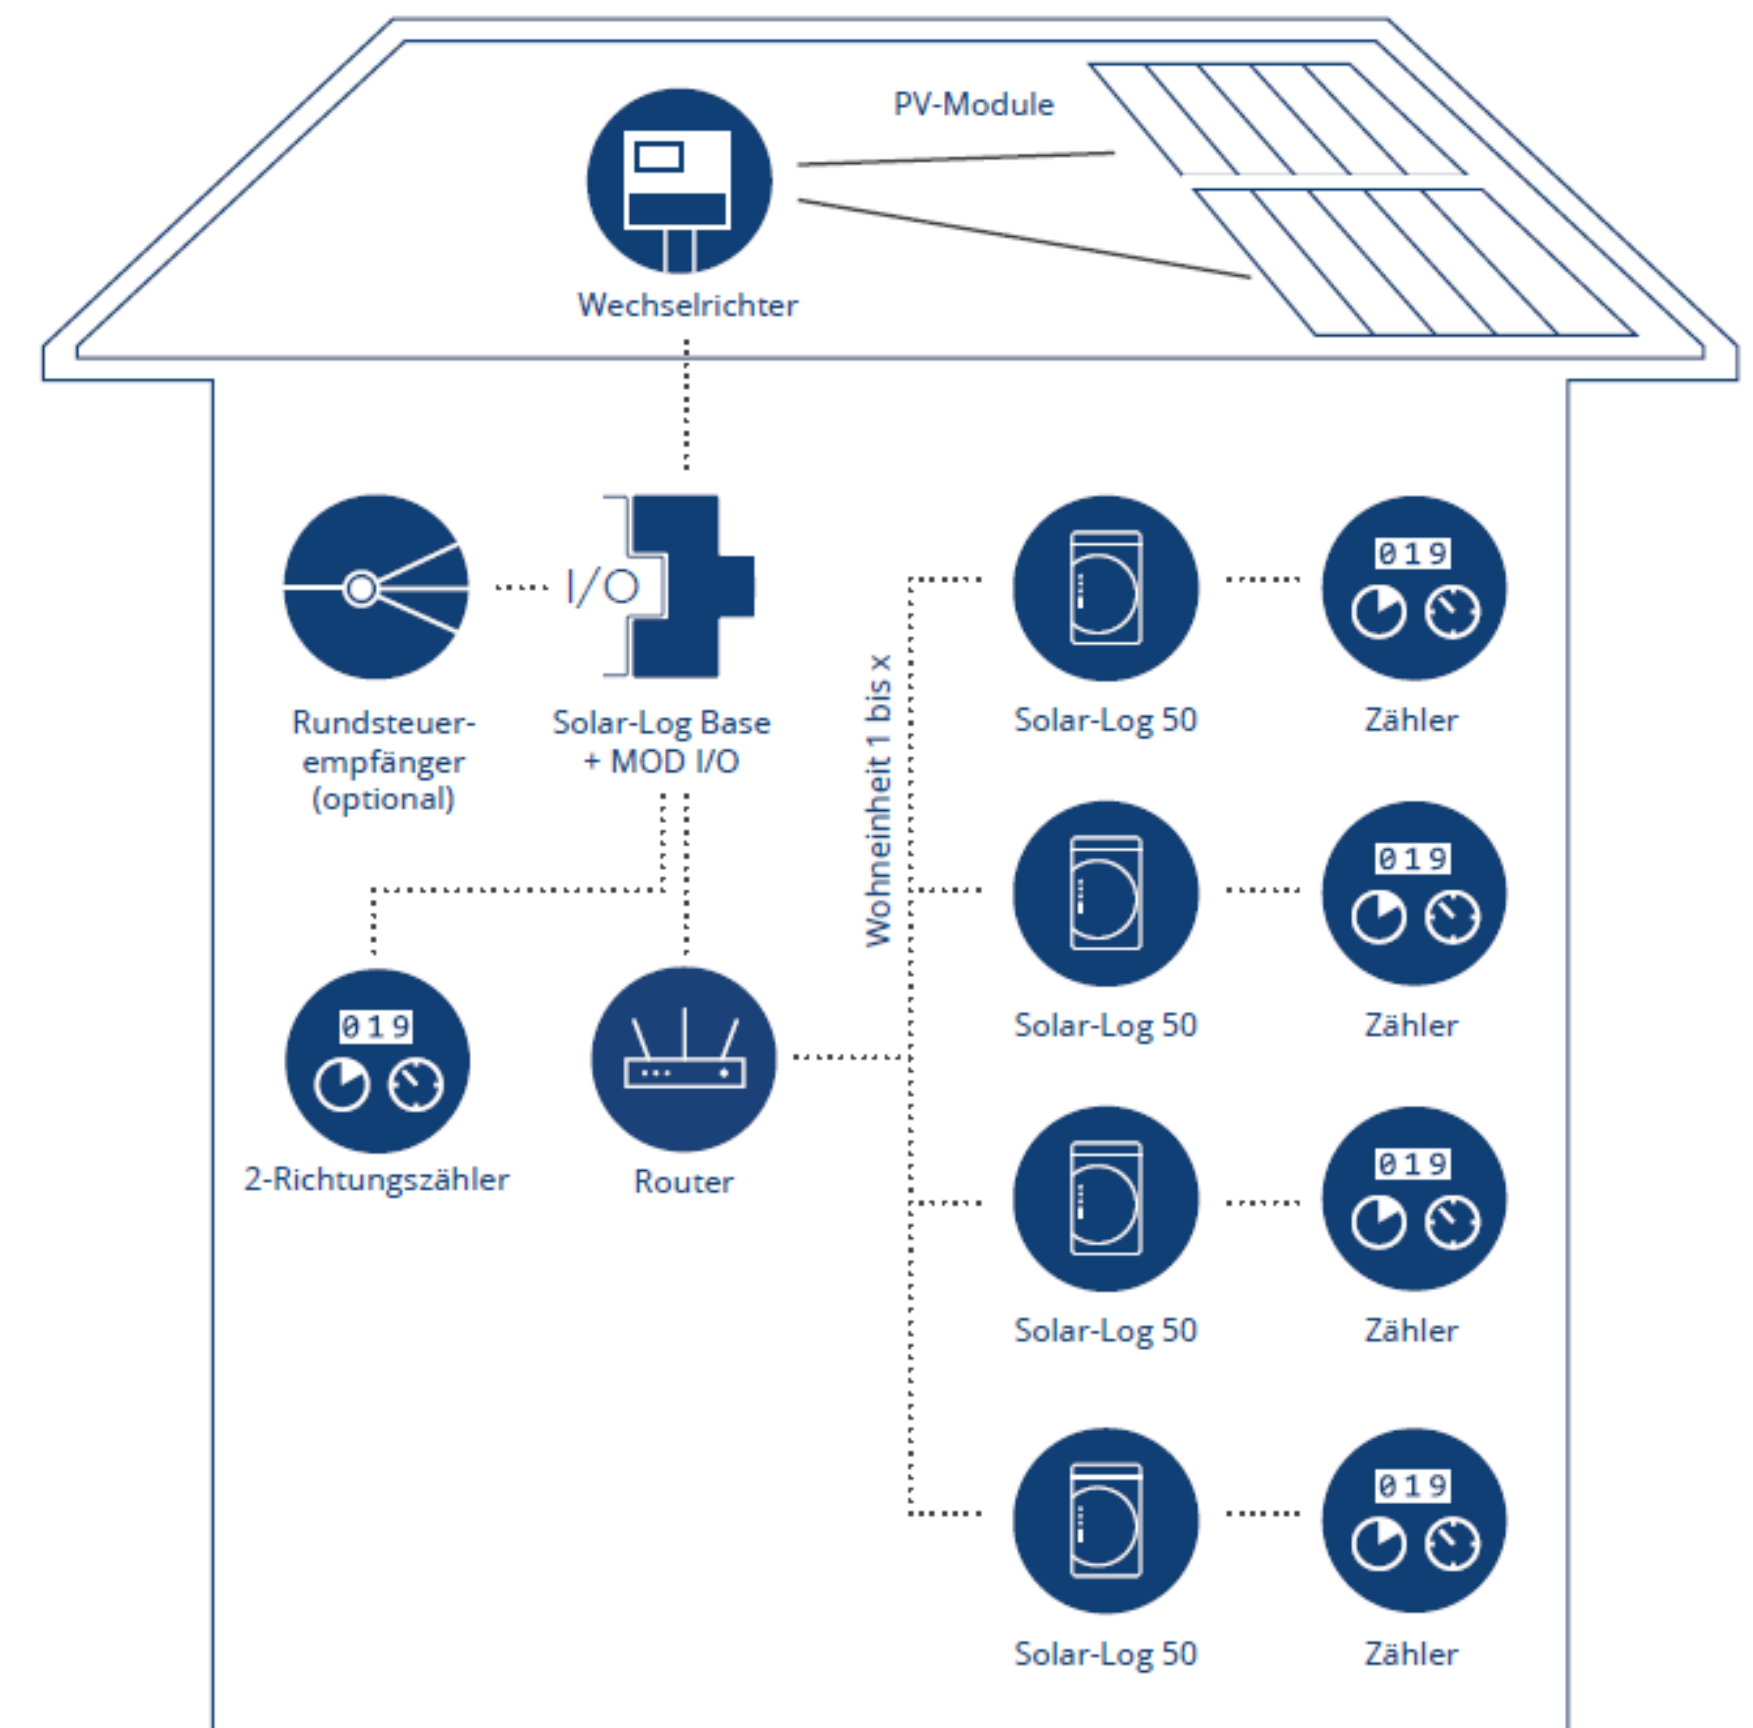 PV-Module
Wechselrichter
I/O
Rundsteuer-
empfänger
(optional)
Solar-Log Base
+ MOD I/O
Wohneinheit 1 bis x
019
2-Richtungszähler
Router
Solar-Log 50
019
Zähler
Solar-Log 50
019
Zähler
Solar-Log 50
019
Zähler
Solar-Log 50
019
Zähler